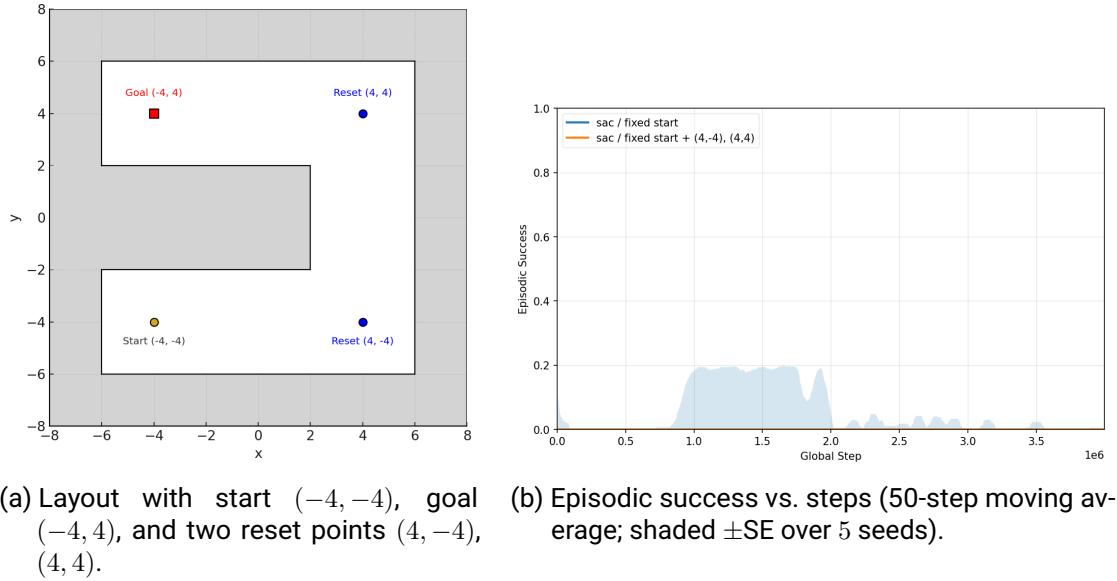 8
6
4
2
0
−2
−4
−6
−8
y
Goal (-4, 4)
Reset (4, 4)
Start (-4, -4)
Reset (4, -4)
−8 −6 −4 −2 0 2 4 6 8
x
1.0
0.8
0.6
0.4
0.2
0.0
Episodic Success
sac / fixed start
sac / fixed start + (4,-4), (4,4)
0.0 0.5 1.0 1.5 2.0 2.5 3.0 3.5
1e6
Global Step
(a) Layout with start (−4, −4), goal
(−4, 4), and two reset points (4, −4),
(4, 4).
(b) Episodic success vs. steps (50-step moving av-
erage; shaded ±SE over 5 seeds).